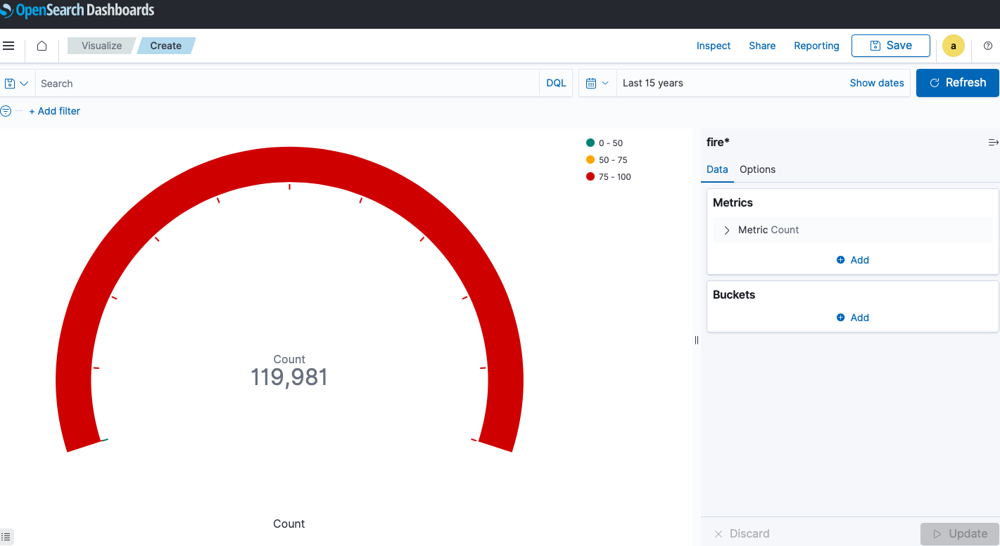 OpenSearch Dashboards
Visualize Create Inspect Share Reporting Save a
Search DQL Last 15 years Show dates Refresh
+ Add filter
0 - 50
50 - 75
75 - 100
Count
119,981
Count
fire*
Data Options
Metrics
Metric Count
Add
Buckets
Add
Discard Update